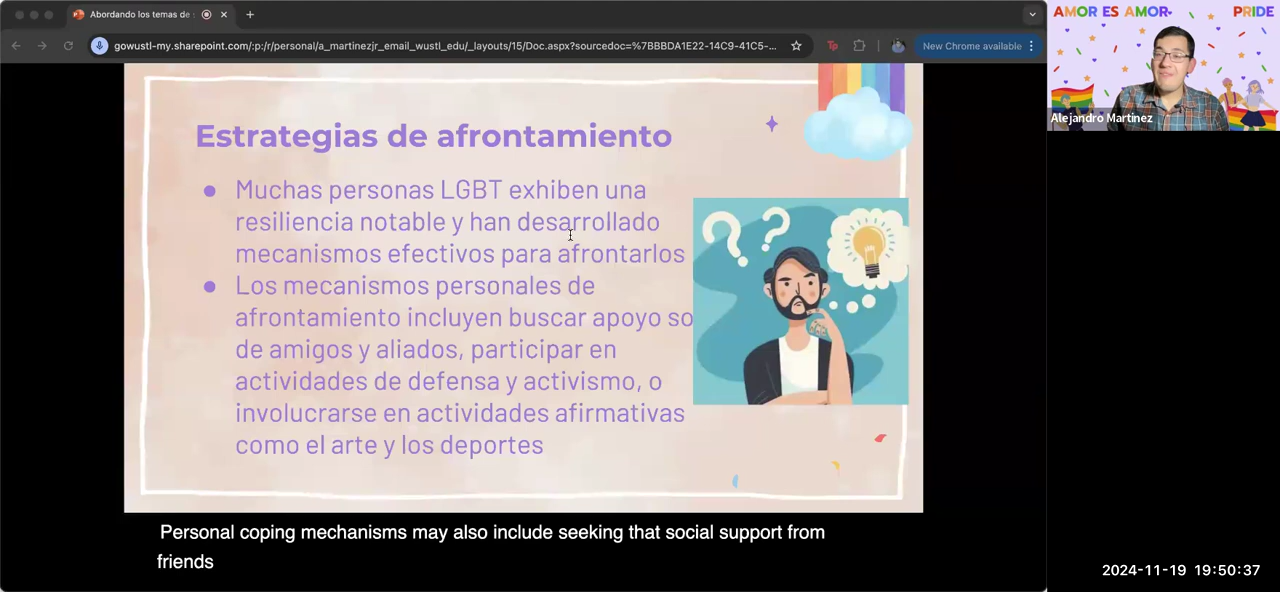 Abordando los temas de
gowustl-my.sharepoint.com/:p:/r/personal/a_martinezjr_email_wustl_edu/_layouts/15/Doc.aspx?sourcedoc=%7BBBDA1E22-14C9-41C5-...
New Chrome available
AMOR ES AMOR
PRIDE
Alejandro Martinez
Estrategias de afrontamiento
● Muchas personas LGBT exhiben una
resiliencia notable y han desarrollado
mecanismos efectivos para afrontarlos
● Los mecanismos personales de
afrontamiento incluyen buscar apoyo so
de amigos y aliados, participar en
actividades de defensa y activismo, o
involucrarse en actividades afirmativas
como el arte y los deportes
Personal coping mechanisms may also include seeking that social support from
friends
2024-11-19 19:50:37